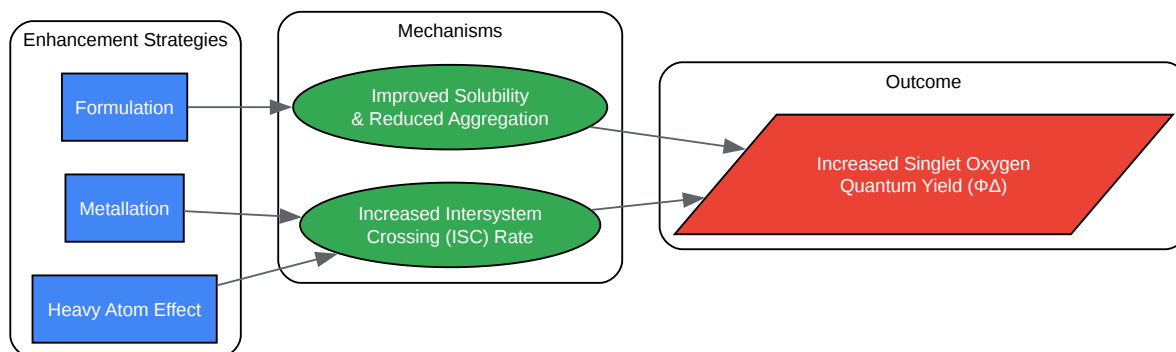 Enhancement Strategies
Formulation
Metallation
Heavy Atom Effect
Mechanisms
Improved Solubility
& Reduced Aggregation
Increased Intersystem
Crossing (ISC) Rate
Outcome
Increased Singlet Oxygen
Quantum Yield (ΦΔ)